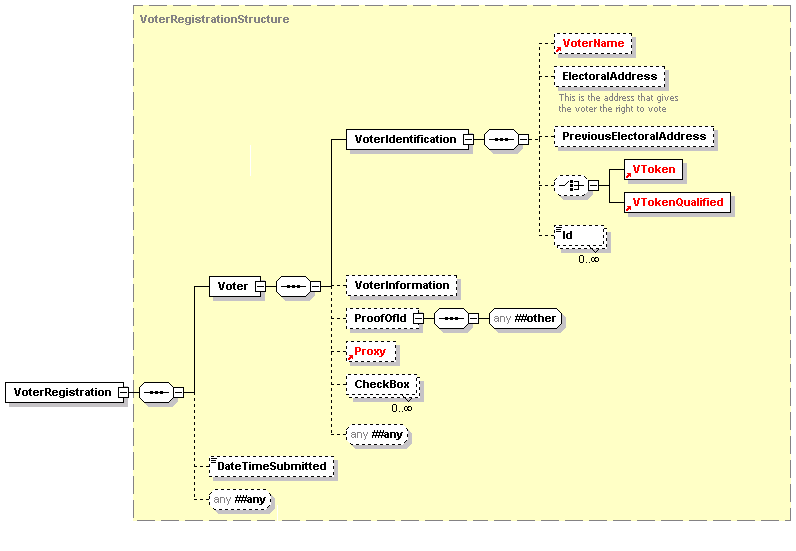 VoterRegistrationStructure
VoterName
ElectoralAddress
This is the address that gives
the voter the right to vote
VoterIdentification
PreviousElectoralAddress
VToken
VTokenQualified
Id
0..∞
Voter
VoterInformation
ProofOfId
any ##other
Proxy
CheckBox
0..∞
VoterRegistration
any ##any
DateTimeSubmitted
any ##any